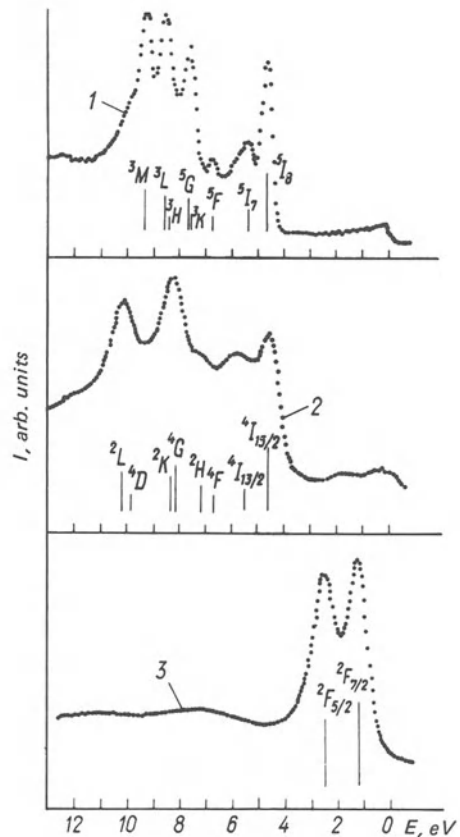 1
³M ³L ⁵G ⁵I₈
³H ³K ⁵F ⁵I₇
I, arb. units
2
²L ⁴D ²K ⁴G ²H ⁴F ⁴I₁₃/₂ ⁴I₁₅/₂
3
²F₅/₂ ²F₇/₂
12 10 8 6 4 2 0 E, eV